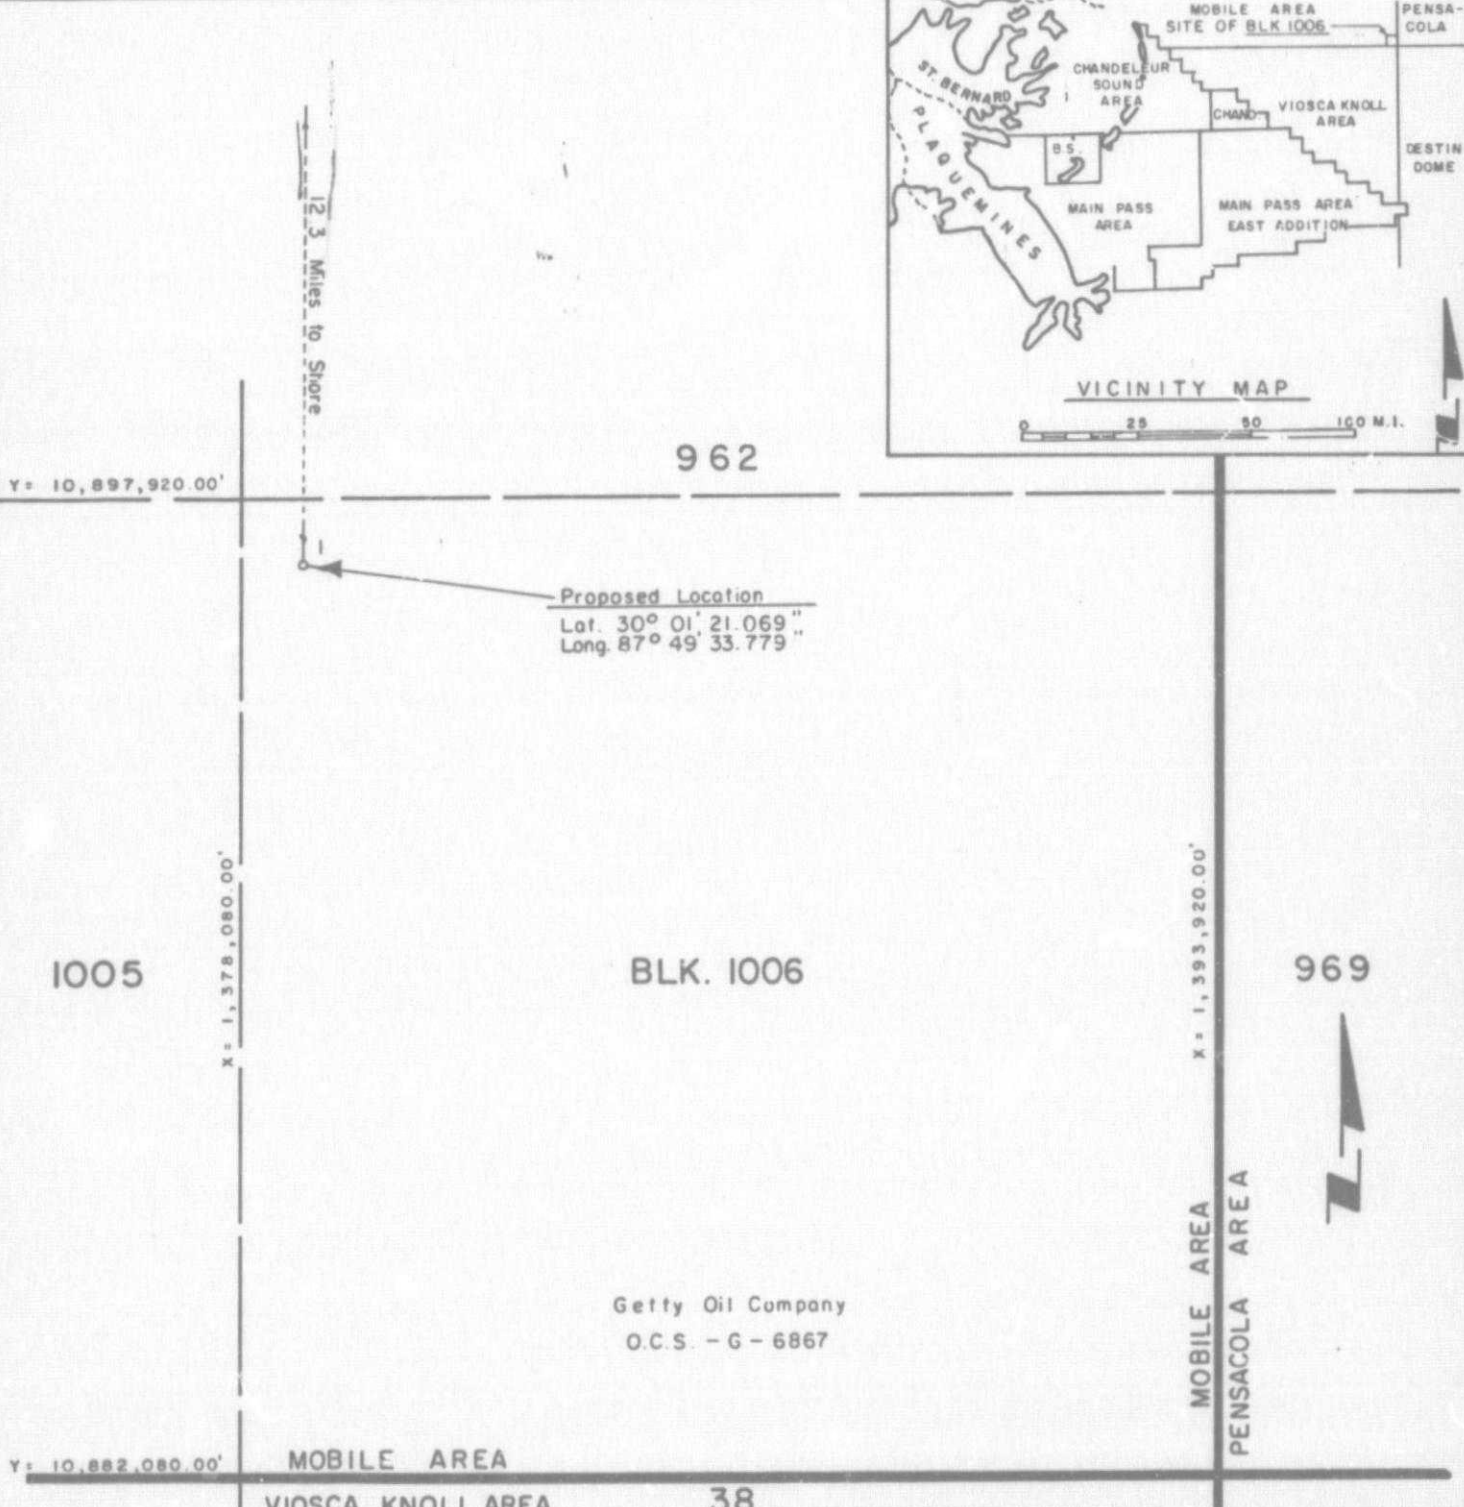 MOBILE AREA
SITE OF BLK 1006
PENSA-
COLA
ST. BERNARD
CHANDELEUR
SOUND
AREA
CHAND
VIOSCA KNOLL
AREA
DESTIN
DOME
PLAQUEMINES
B.S.
MAIN PASS
AREA
MAIN PASS AREA
EAST ADDITION
VICINITY MAP
0 25 50 100 M.I.
12.3 Miles to Shore
962
Y= 10,897,920.00'
1
Proposed Location
Lat. 30° 01' 21.069"
Long. 87° 49' 33.779"
X= 1,378,080.00'
X= 1,393,920.00'
1005
BLK. 1006
969
Getty Oil Company
O.C.S. - G - 6867
MOBILE AREA
PENSACOLA AREA
Y= 10,882,080.00'
MOBILE AREA
VIOSCA KNOLL AREA
38